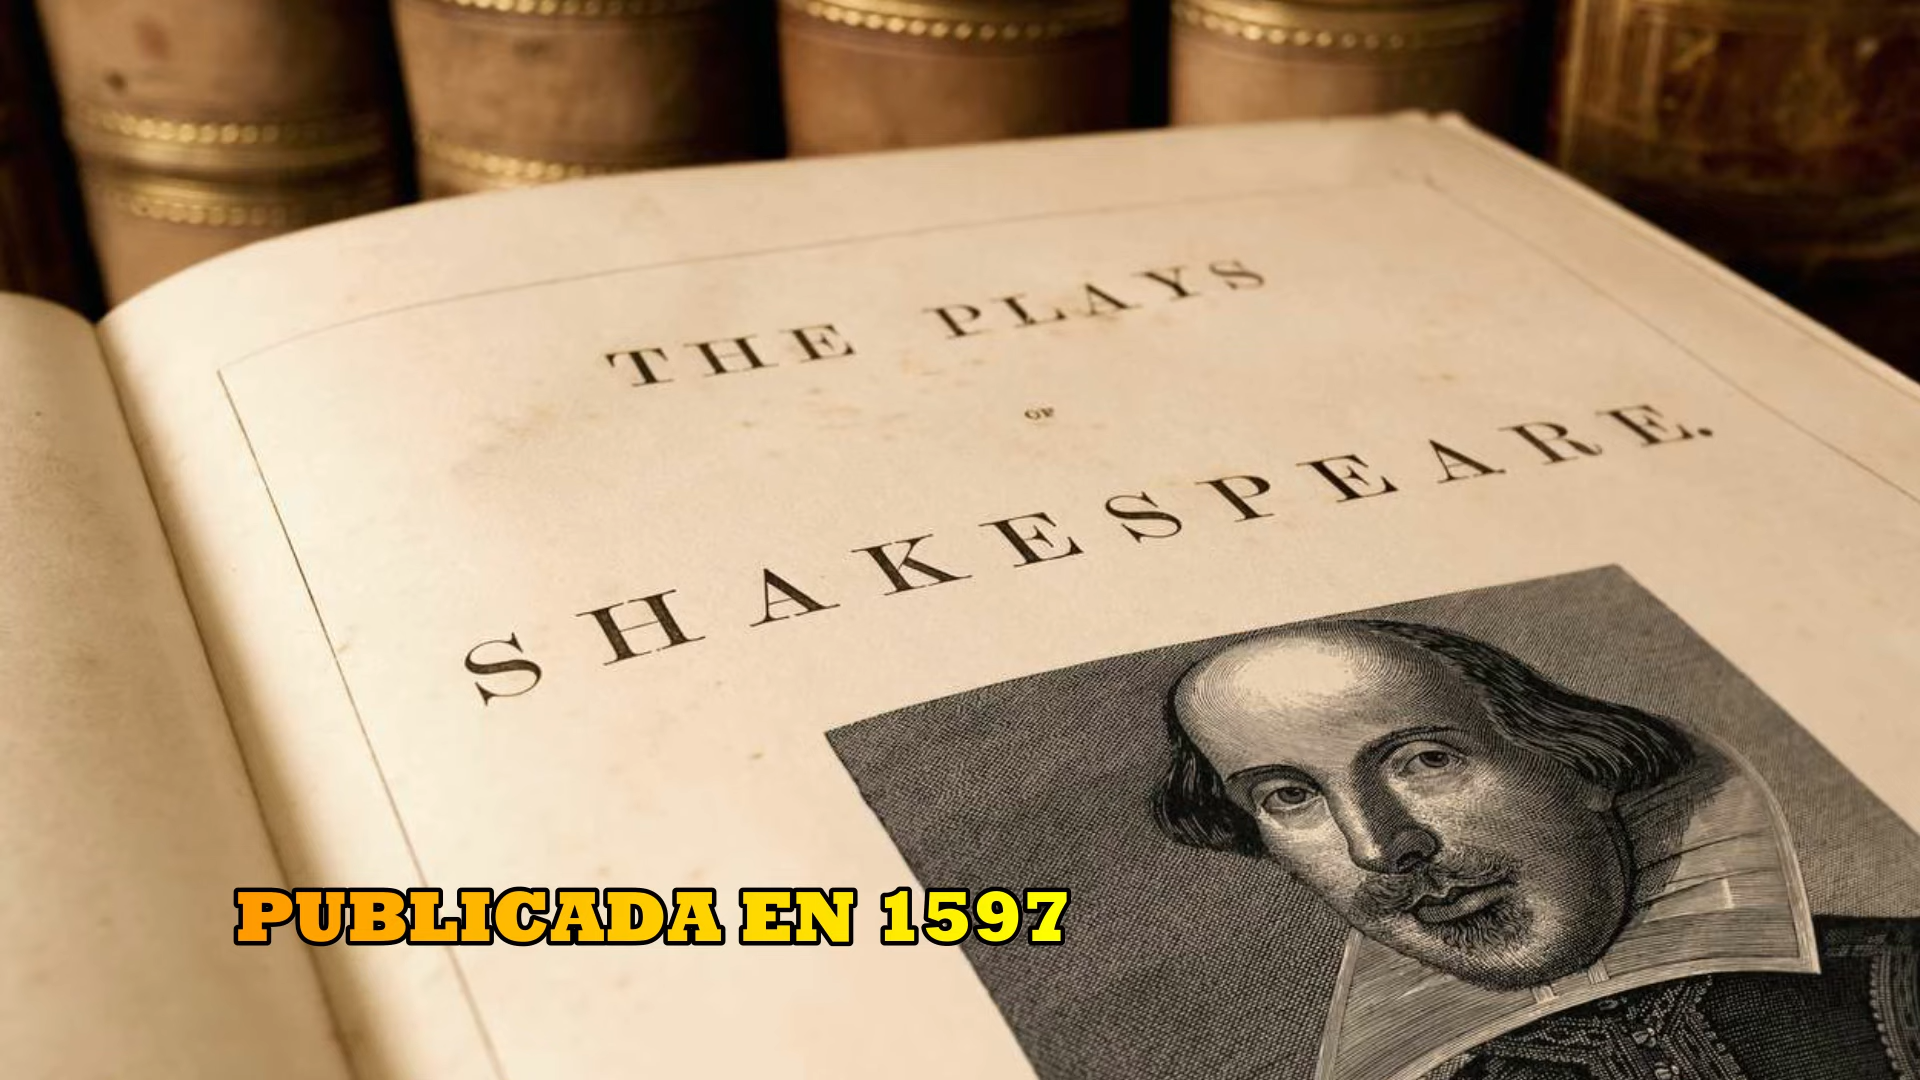 THE PLAYS
OF
SHAKESPEARE.
PUBLICADA EN 1597